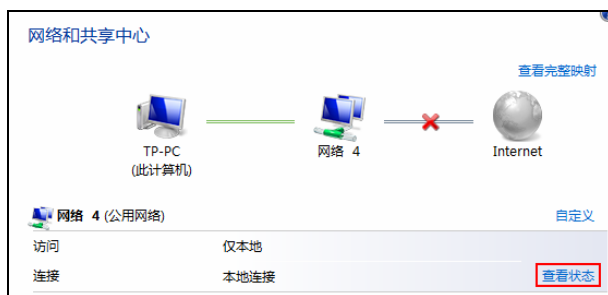 网络和共享中心
查看完整映射
TP-PC
(此计算机)
网络 4
Internet
网络 4 (公用网络)
自定义
访问
仅本地
连接
本地连接
查看状态